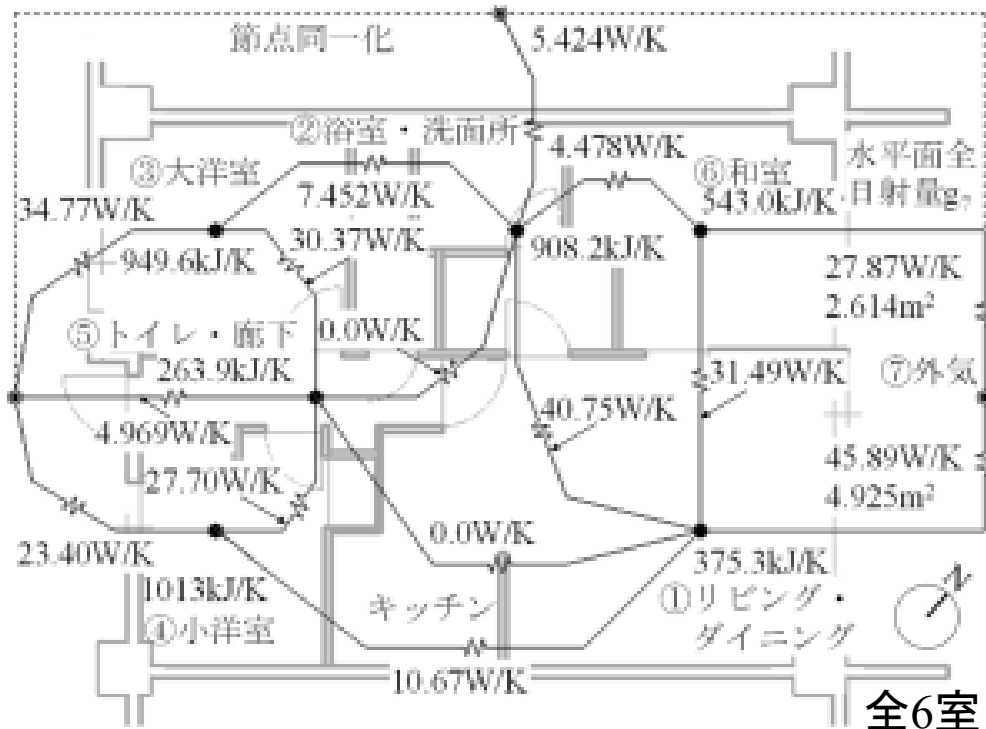 節点同一化
5.424W/K
②浴室・洗面所
4.478W/K
③大洋室
⑥和室
水平面全
日射量g₇
34.77W/K
7.452W/K
543.0kJ/K
30.37W/K
949.6kJ/K
908.2kJ/K
27.87W/K
2.614m²
⑤トイレ・廊下
0.0W/K
263.9kJ/K
31.49W/K
⑦外気
4.969W/K
40.75W/K
45.89W/K
4.925m²
27.70W/K
23.40W/K
0.0W/K
375.3kJ/K
1013kJ/K
キッチン
①リビング・
ダイニング
④小洋室
N
10.67W/K
全6室